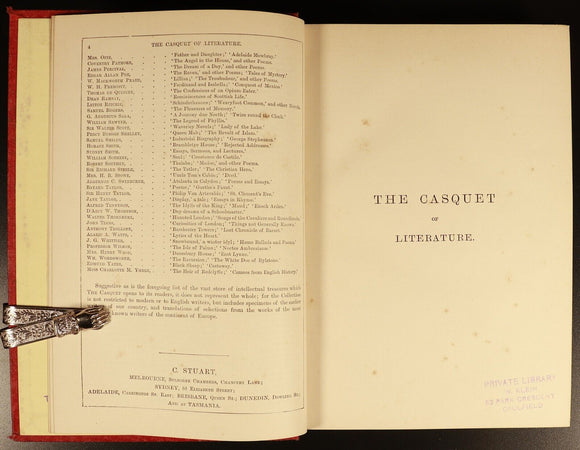 4 THE CASQUET OF LITERATURE.
MRS. OPIE, . . . 'Father and Daughter;' 'Adelaide Mowbray.'
COVENTRY PATMORE, . . . 'The Angel in the House,' and other Poems.
JAMES PERCIVAL, . . . 'The Dream of a Day,' and other Poems.
EDGAR ALLAN POE, . . . 'The Raven,' and other Poems; 'Tales of Mystery.'
W. MACKWORTH PRAED, . . . 'Lillian;' 'The Troubadour,' and other Poems.
W. H. PRESCOTT, . . . 'Ferdinand and Isabella;' 'Conquest of Mexico.'
THOMAS DE QUINCEY, . . . 'The Confessions of an Opium Eater.'
DEAN RAMSAY, . . . 'Reminiscences of Scottish Life.'
LEITCH RITCHIE, . . . 'Schinderhannes;' 'Wearyfoot Common,' and other Novels.
SAMUEL ROGERS, . . . 'The Pleasures of Memory.'
G. AUGUSTUS SALA, . . . 'A Journey due North;' 'Twice round the Clock.'
WILLIAM SAWYER, . . . 'The Legend of Phyllis.'
SIR WALTER SCOTT, . . . 'Waverley Novels;' 'Lady of the Lake.'
PERCY BYSSHE SHELLEY, . . . 'Queen Mab;' 'The Revolt of Islam.'
SAMUEL SMILES, . . . 'Industrial Biography;' 'George Stephenson.'
HORACE SMITH, . . . 'Brambletye House;' 'Rejected Addresses.'
SYDNEY SMITH, . . . 'Essays, Sermons, and Lectures.'
WILLIAM SOTHEBY, . . . 'Saul;' 'Constance de Castile.'
ROBERT SOUTHEY, . . . 'Thalaba;' 'Madoc,' and other Poems.
SIR RICHARD STEELE, . . . 'The Tatler;' 'The Christian Hero.'
MRS. H. B. STOWE, . . . 'Uncle Tom's Cabin;' 'Dred.'
ALGERNON C. SWINBURNE, . . . 'Atalanta in Calydon;' 'Poems and Essays.'
BAYARD TAYLOR, . . . 'Poems;' 'Goethe's Faust.'
SIR HENRY TAYLOR, . . . 'Philip Van Artevelde;' 'St. Clement's Eve.'
JANE TAYLOR, . . . 'Display, a Tale;' 'Essays in Rhyme.'
ALFRED TENNYSON, . . . 'The Idylls of the King;' 'Maud;' 'Enoch Arden.'
D'ARCY W. THOMPSON, . . . 'Day dreams of a Schoolmaster.'
WALTER THORNBURY, . . . 'Haunted London;' 'Songs of the Cavaliers and Roundheads.'
JOHN TIMBS, . . . 'Curiosities of London;' 'Things not Generally Known.'
ANTHONY TROLLOPE, . . . 'Barchester Towers;' 'Last Chronicle of Barset.'
ALARIC A. WATTS, . . . 'Lyrics of the Heart.'
J. G. WHITTIER, . . . 'Snowbound,' a winter idyl; 'Home Ballads and Poems.'
PROFESSOR WILSON, . . . 'The Isle of Palms;' 'Noctes Ambrosianæ.'
MRS. HENRY WOOD, . . . 'Danesbury House;' 'East Lynne.'
WM. WORDSWORTH, . . . 'The Excursion;' 'The White Doe of Rylstone.'
EDMUND YATES, . . . 'Black Sheep;' 'Castaway.'
MISS CHARLOTTE M. YONGE, . . . 'The Heir of Redclyffe;' 'Cameos from English History.'
Suggestive as is the foregoing list of the vast store of intellectual treasures which
THE CASQUET opens to its readers, it does not represent the whole; for the Collection
is not restricted to modern or to English writers, but includes specimens of the earlier
of our country, and translations of selections from the works of the most
known writers of the continent of Europe.
C. STUART,
MELBOURNE, CHANCERY LANE;
SYDNEY, ELIZABETH STREET;
ADELAIDE, CARRINGTON ST. EAST; BRISBANE, QUEEN ST.; DUNEDIN, DOWLING ST.;
AND AT TASMANIA.
THE CASQUET
OF
LITERATURE.
PRIVATE LIBRARY
W. KLEIN
PARK CRESCENT
CAULFIELD